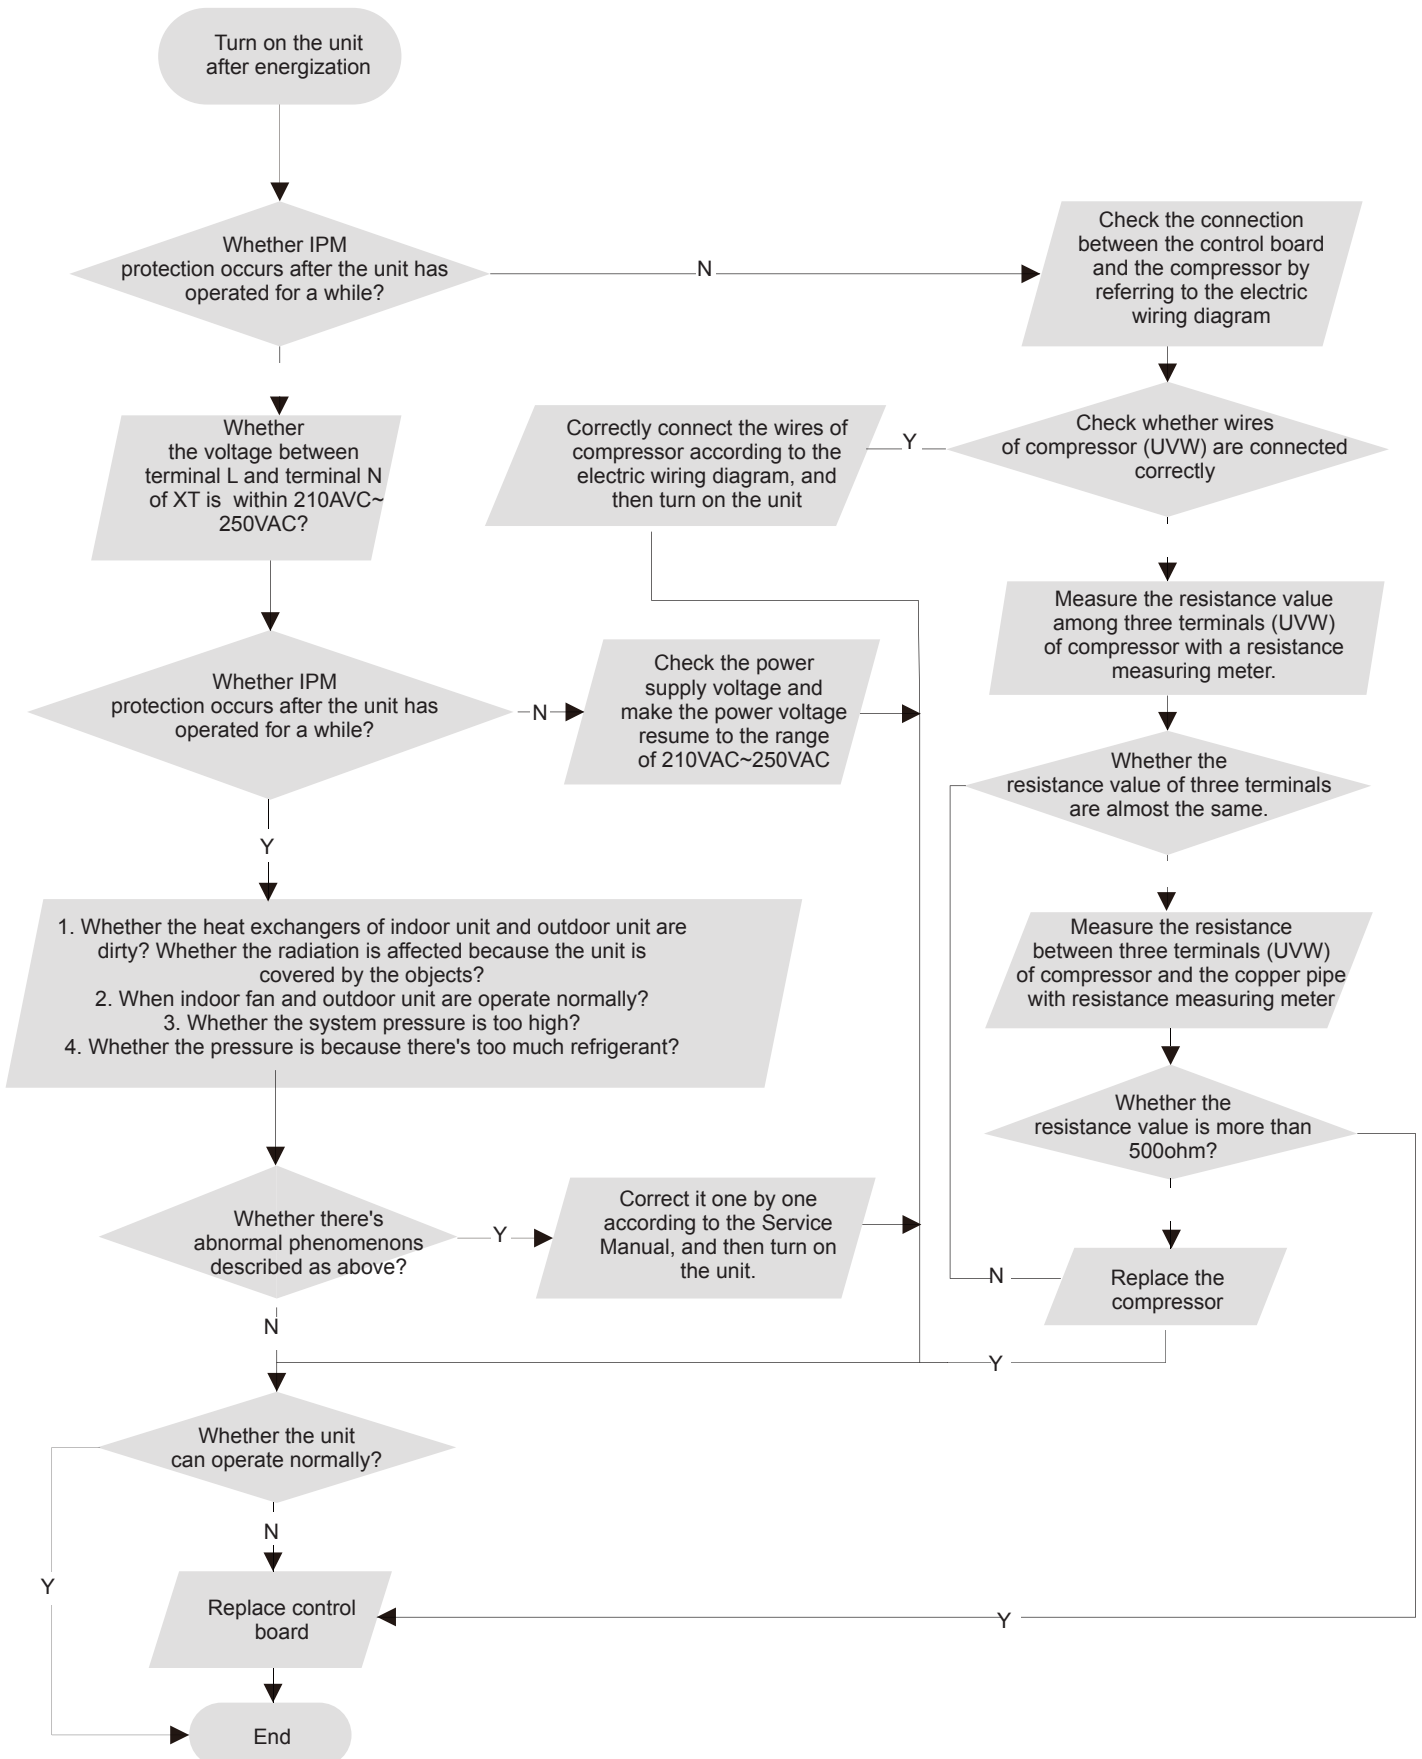 Turn on the unit
after energization
Whether IPM
protection occurs after the unit has
operated for a while?
N
Check the connection
between the control board
and the compressor by
referring to the electric
wiring diagram
Whether
the voltage between
terminal L and terminal N
of XT is within 210AVC~
250VAC?
Correctly connect the wires of
compressor according to the
electric wiring diagram, and
then turn on the unit
Y
Check whether wires
of compressor (UVW) are connected
correctly
Measure the resistance value
among three terminals (UVW)
of compressor with a resistance
measuring meter.
Whether IPM
protection occurs after the unit has
operated for a while?
N
Check the power
supply voltage and
make the power voltage
resume to the range
of 210VAC~250VAC
Whether the
resistance value of three terminals
are almost the same.
Y
1. Whether the heat exchangers of indoor unit and outdoor unit are
dirty? Whether the radiation is affected because the unit is
covered by the objects?
2. When indoor fan and outdoor unit are operate normally?
3. Whether the system pressure is too high?
4. Whether the pressure is because there's too much refrigerant?
Measure the resistance
between three terminals (UVW)
of compressor and the copper pipe
with resistance measuring meter
Whether the
resistance value is more than
500ohm?
Whether there's
abnormal phenomenons
described as above?
Y
Correct it one by one
according to the Service
Manual, and then turn on
the unit.
N
Replace the
compressor
N
Y
Whether the unit
can operate normally?
N
Y
Replace control
board
Y
End